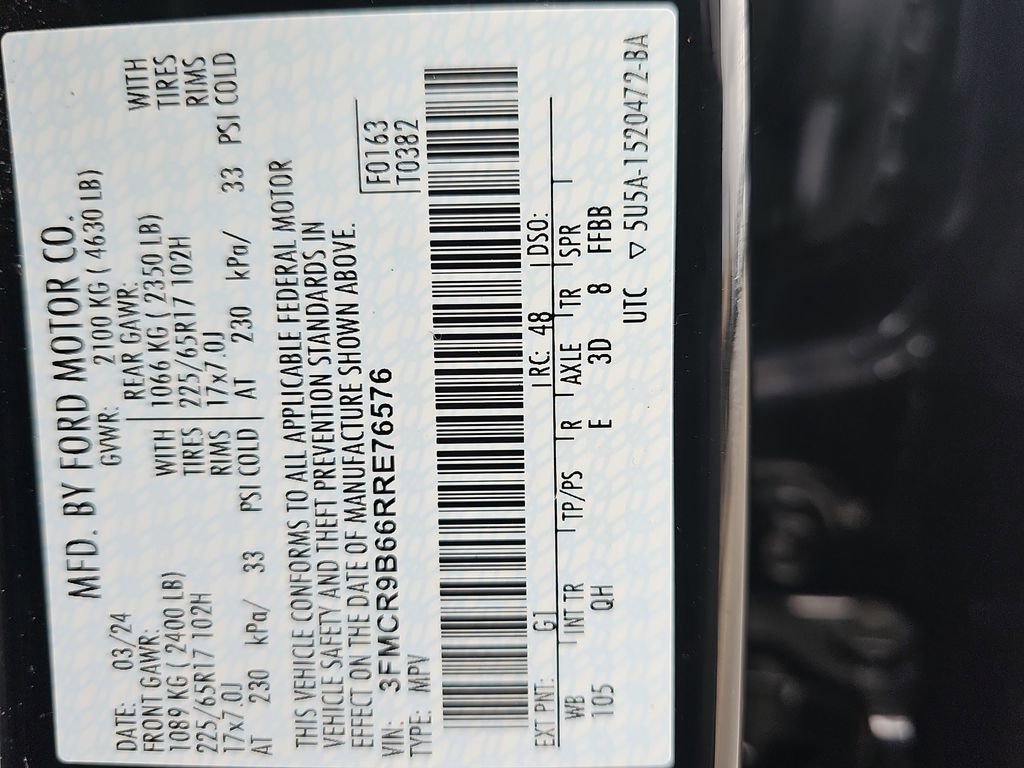 MFD. BY FORD MOTOR CO.
DATE: 03/24 GVWR: 2100 KG ( 4630 LB)
FRONT GAWR: REAR GAWR:
1089 KG ( 2400 LB) WITH 1066 KG ( 2350 LB) WITH
225/65R17 102H TIRES 225/65R17 102H TIRES
17x7.0J RIMS 17x7.0J RIMS
AT 230 kPa/ 33 PSI COLD AT 230 kPa/ 33 PSI COLD
THIS VEHICLE CONFORMS TO ALL APPLICABLE FEDERAL MOTOR
VEHICLE SAFETY AND THEFT PREVENTION STANDARDS IN
EFFECT ON THE DATE OF MANUFACTURE SHOWN ABOVE.
VIN: 3FMCR9B66RRE76576 F0163
TYPE: MPV T0382
EXT PNT: G1 RC: 48 DSO:
WB INT TR TP/PS R AXLE TR SPR
105 QH E 3D 8 FFBB
UTC ▽ 5U5A-1520472-BA